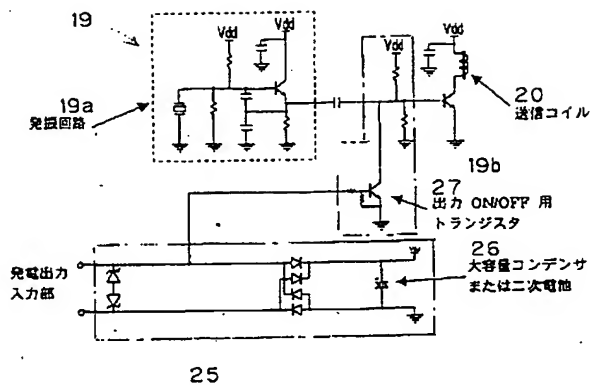 19
19a
発振回路
Vdd
Vdd
Vdd
Vdd
20
送信コイル
19b
27
出力 ON/OFF 用
トランジスタ
発電出力
入力部
26
大容量コンデンサ
または二次電池
25